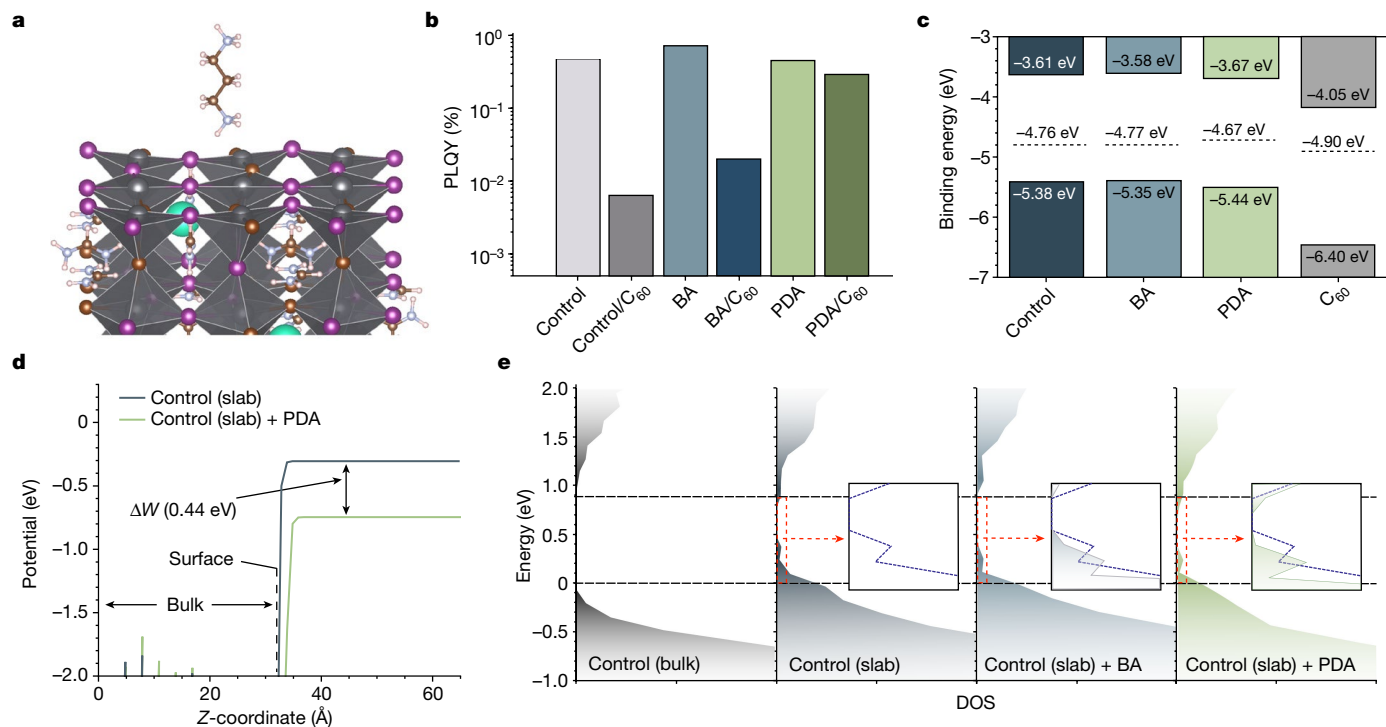 a
b
PLQY (%)
10⁰
10⁻¹
10⁻²
10⁻³
Control
Control/C₆₀
BA
BA/C₆₀
PDA
PDA/C₆₀
c
Binding energy (eV)
−3
−4
−5
−6
−7
−3.61 eV
−3.58 eV
−3.67 eV
−4.05 eV
−4.76 eV
−4.77 eV
−4.67 eV
−4.90 eV
−5.38 eV
−5.35 eV
−5.44 eV
−6.40 eV
Control
BA
PDA
C₆₀
d
Control (slab)
Control (slab) + PDA
Potential (eV)
0
−0.5
−1.0
−1.5
−2.0
ΔW (0.44 eV)
Surface
Bulk
0
20
40
60
Z-coordinate (Å)
e
Energy (eV)
2.0
1.5
1.0
0.5
0
−0.5
−1.0
Control (bulk)
Control (slab)
Control (slab) + BA
Control (slab) + PDA
DOS